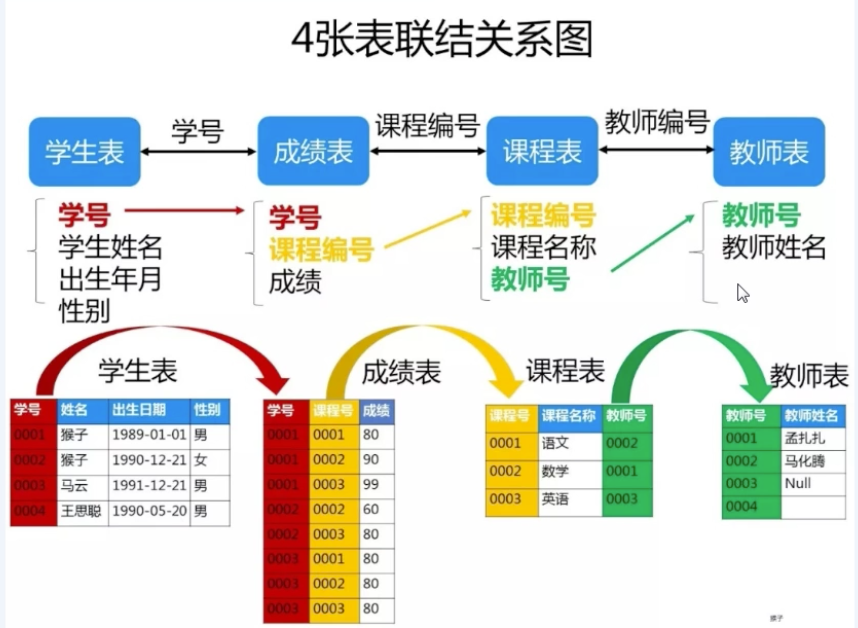 4张表联结关系图
学生表 学号 成绩表 课程编号 课程表 教师编号 教师表
学号 学号 课程编号 教师号
学生姓名 课程编号 课程名称 教师姓名
出生年月 成绩 教师号
性别
学生表 成绩表 课程表 教师表
学号 姓名 出生日期 性别
0001 猴子 1989-01-01 男
0002 猴子 1990-12-21 女
0003 马云 1991-12-21 男
0004 王思聪 1990-05-20 男
学号 课程号 成绩
0001 0001 80
0001 0002 90
0001 0003 99
0002 0002 60
0002 0003 80
0003 0001 80
0003 0002 80
0003 0003 80
课程号 课程名称 教师号
0001 语文 0002
0002 数学 0001
0003 英语 0003
教师号 教师姓名
0001 孟扎扎
0002 马化腾
0003 Null
0004
猴子